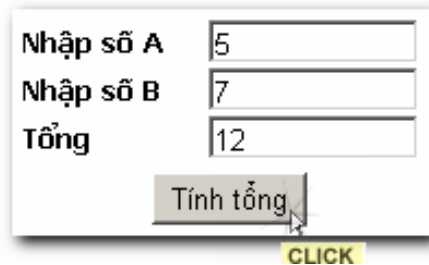 Nhập số A 5
Nhập số B 7
Tổng 12
Tính tổng
CLICK